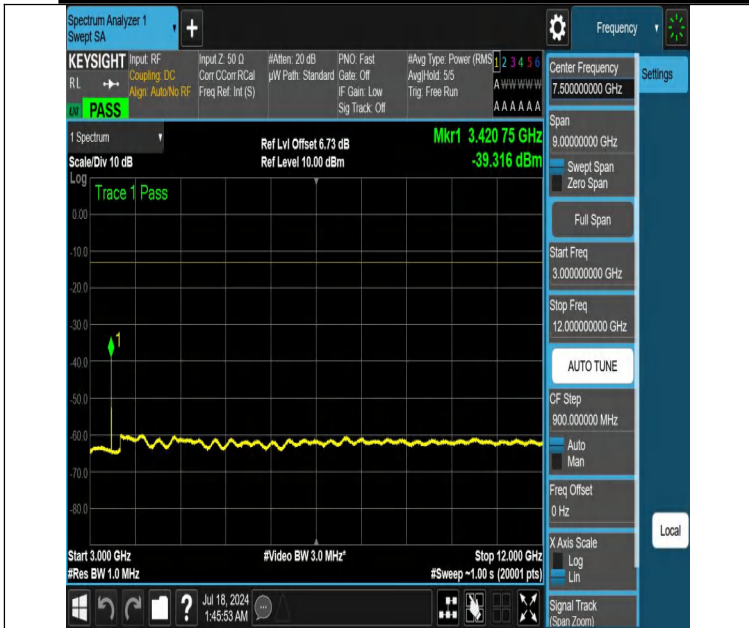 Spectrum Analyzer 1
Swept SA
+
Frequency
KEYSIGHT
RL
LXI PASS
Input: RF
Coupling: DC
Align: Auto/No RF
Input Z: 50 Ω
Corr CCorr RCal
Freq Ref: Int (S)
#Atten: 20 dB
µW Path: Standard
PNO: Fast
Gate: Off
IF Gain: Low
Sig Track: Off
#Avg Type: Power (RMS
Avg|Hold: 5/5
Trig: Free Run
1 2 3 4 5 6
A W W W W W
A A A A A A
1 Spectrum
Scale/Div 10 dB
Ref Lvl Offset 6.73 dB
Ref Level 10.00 dBm
Mkr1 3.420 75 GHz
-39.316 dBm
Log
Trace 1 Pass
0.00
-10.0
-20.0
-30.0
1
-40.0
-50.0
-60.0
-70.0
-80.0
Start 3.000 GHz
#Res BW 1.0 MHz
#Video BW 3.0 MHz*
Stop 12.000 GHz
#Sweep ~1.00 s (20001 pts)
Center Frequency
7.500000000 GHz
Settings
Span
9.00000000 GHz
Swept Span
Zero Span
Full Span
Start Freq
3.000000000 GHz
Stop Freq
12.000000000 GHz
AUTO TUNE
CF Step
900.000000 MHz
Auto
Man
Freq Offset
0 Hz
X Axis Scale
Log
Lin
Local
Signal Track
(Span Zoom)
?
Jul 18, 2024
1:45:53 AM